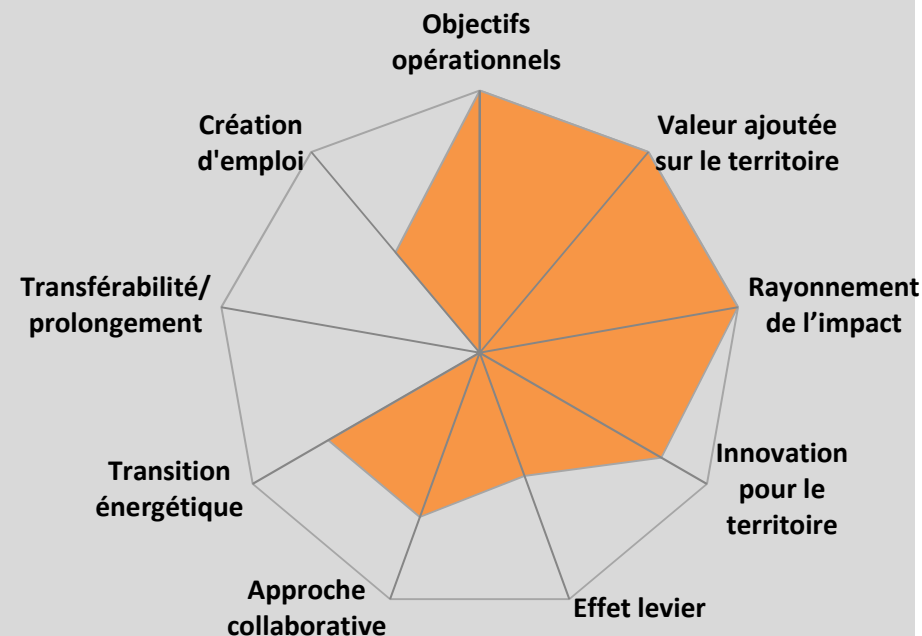 Objectifs
opérationnels
Valeur ajoutée
sur le territoire
Rayonnement
de l’impact
Innovation
pour le
territoire
Effet levier
Approche
collaborative
Transition
énergétique
Transférabilité/
prolongement
Création
d'emploi